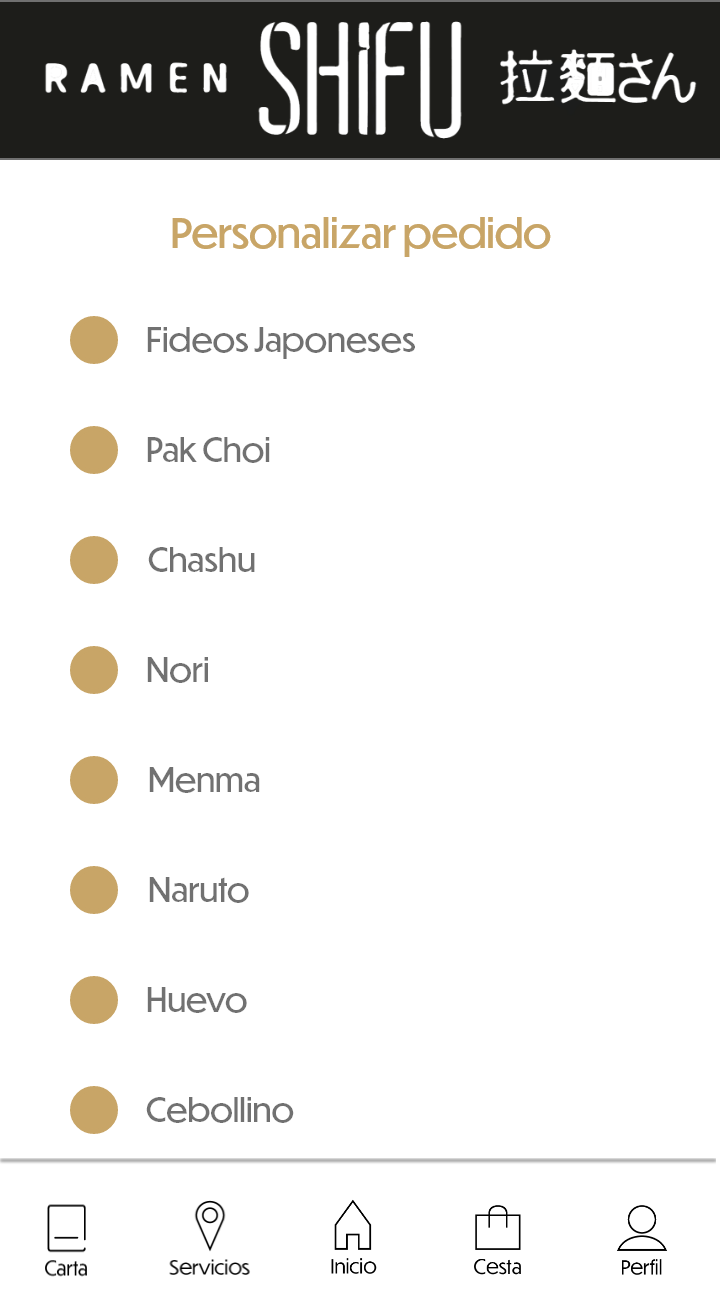 RAMEN SHiFU 拉麺さん
Personalizar pedido
Fideos Japoneses
Pak Choi
Chashu
Nori
Menma
Naruto
Huevo
Cebollino
Carta Servicios Inicio Cesta Perfil